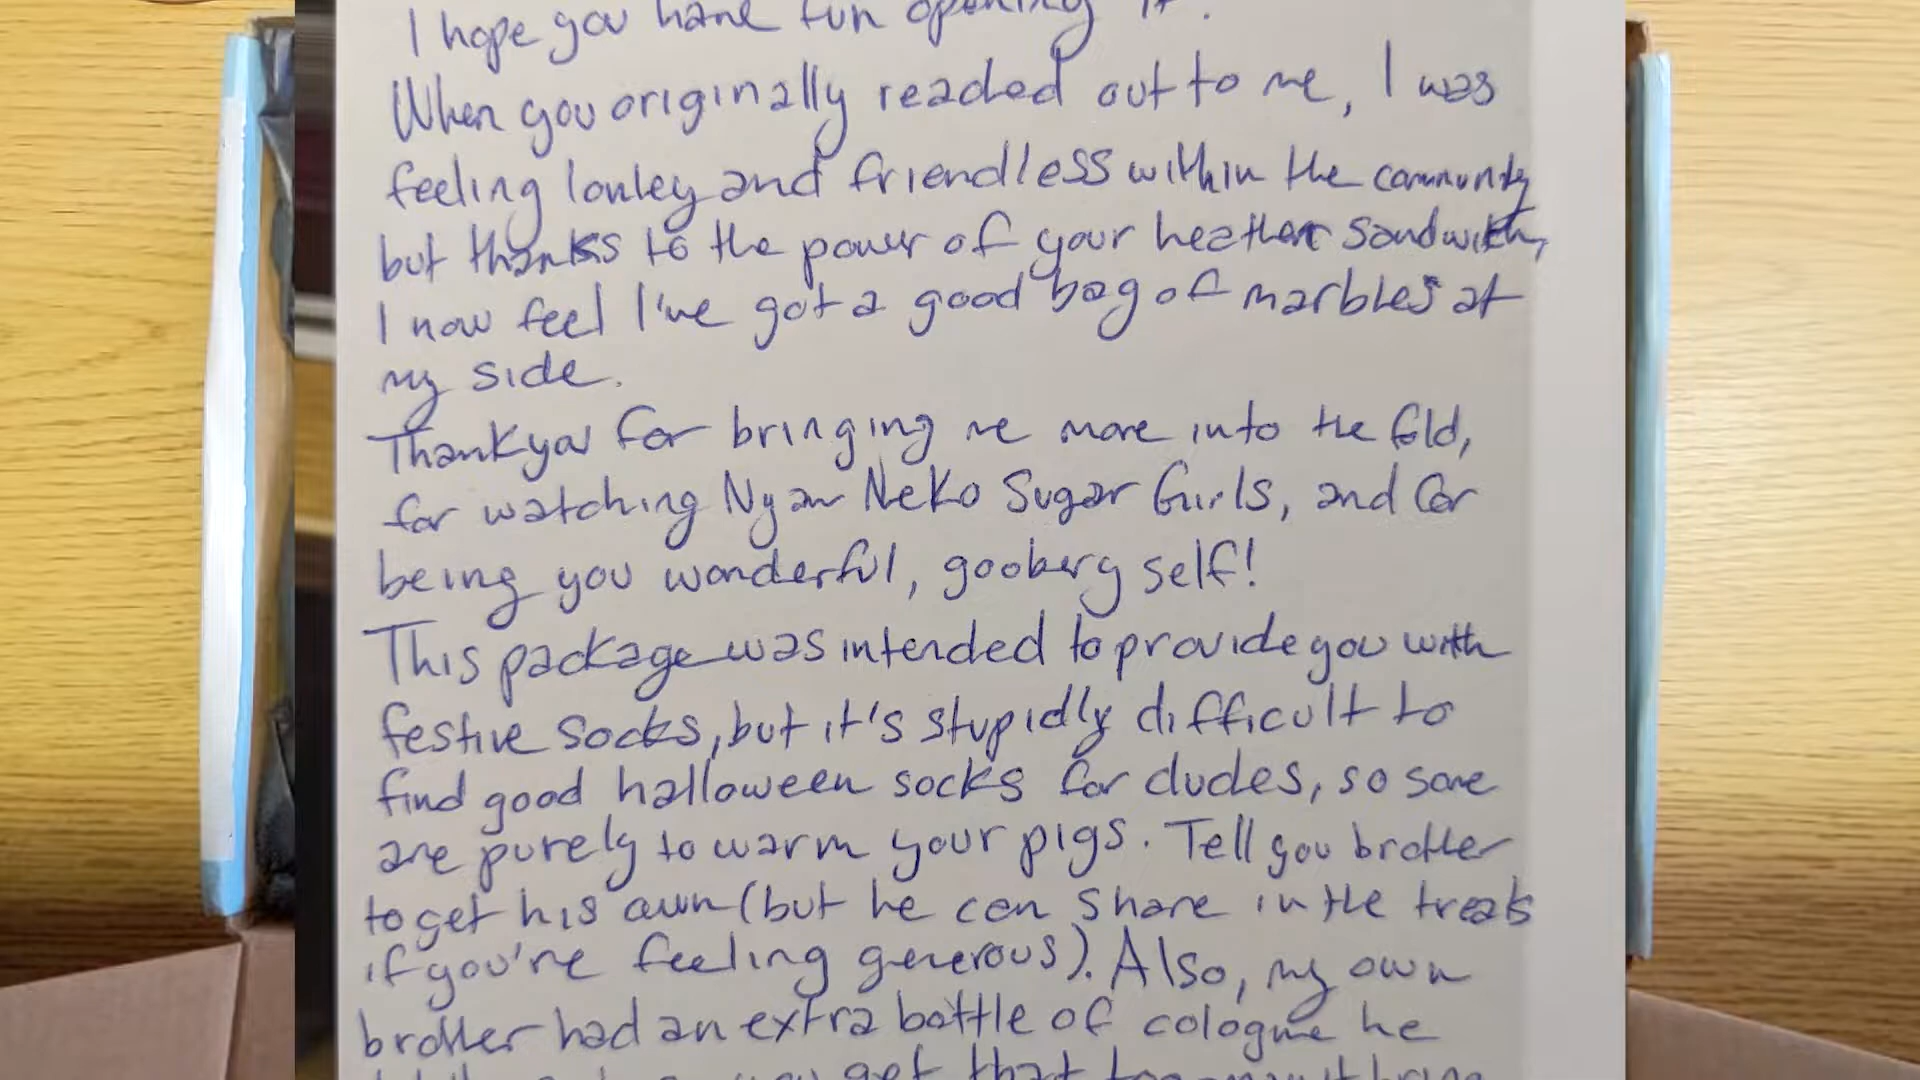 I hope you have fun opening it!
When you originally reached out to me, I was
feeling lonley and friendless within the community
but thanks to the power of your heather sandwich,
I now feel I've got a good bag of marbles at
my side.
Thank you for bringing me more into the fold,
for watching Nyan Neko Sugar Girls, and for
being you wonderful, goobery self!
This package was intended to provide you with
festive socks, but it's stupidly difficult to
find good halloween socks for dudes, so some
are purely to warm your pigs. Tell you brother
to get his own (but he can share in the treats
if you're feeling generous). Also, my own
brother had an extra bottle of cologne he
you get that too